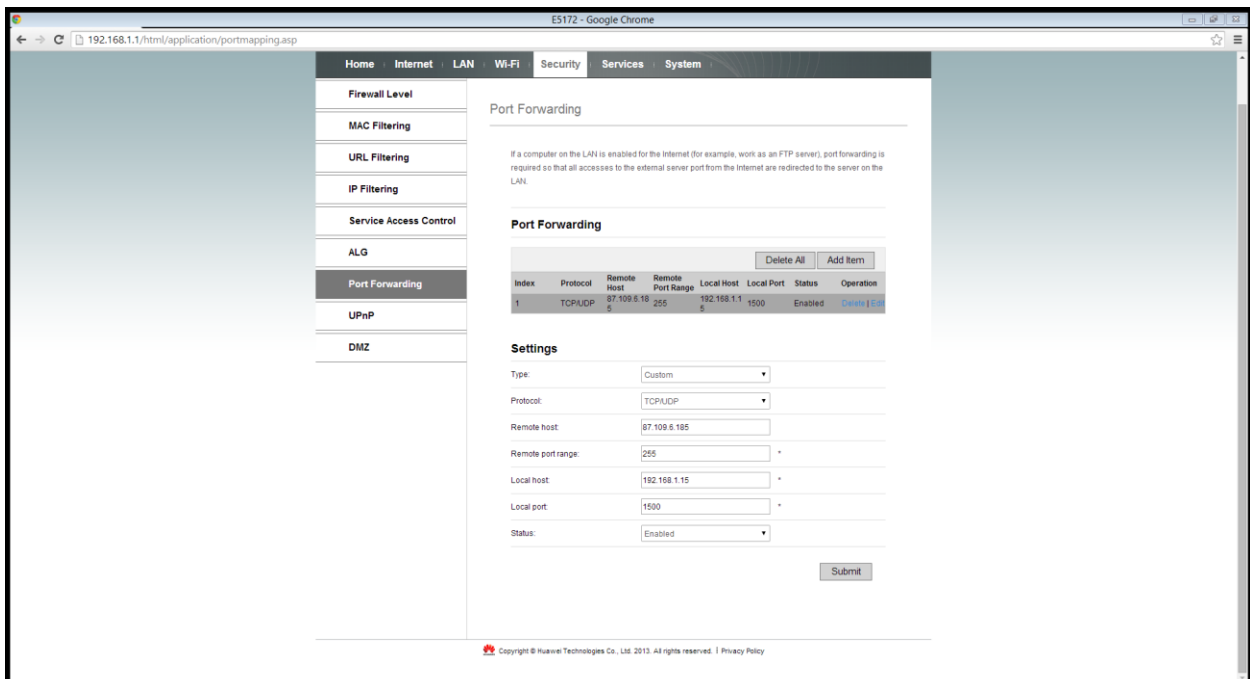 E5172 - Google Chrome
192.168.1.1/html/application/portmapping.asp
Home Internet LAN Wi-Fi Security Services System
Firewall Level
MAC Filtering
URL Filtering
IP Filtering
Service Access Control
ALG
Port Forwarding
UPnP
DMZ
Port Forwarding
If a computer on the LAN is enabled for the Internet (for example, work as an FTP server), port forwarding is
required so that all accesses to the external server port from the Internet are redirected to the server on the
LAN.
Port Forwarding
Delete All Add Item
Index Protocol Remote Host Remote Port Range Local Host Local Port Status Operation
1 TCP/UDP 87.109.6.185 255 192.168.1.15 1500 Enabled Delete | Edit
Settings
Type: Custom
Protocol: TCP/UDP
Remote host: 87.109.6.185
Remote port range: 255 *
Local host: 192.168.1.15 *
Local port: 1500 *
Status: Enabled
Submit
Copyright © Huawei Technologies Co., Ltd. 2013. All rights reserved. | Privacy Policy